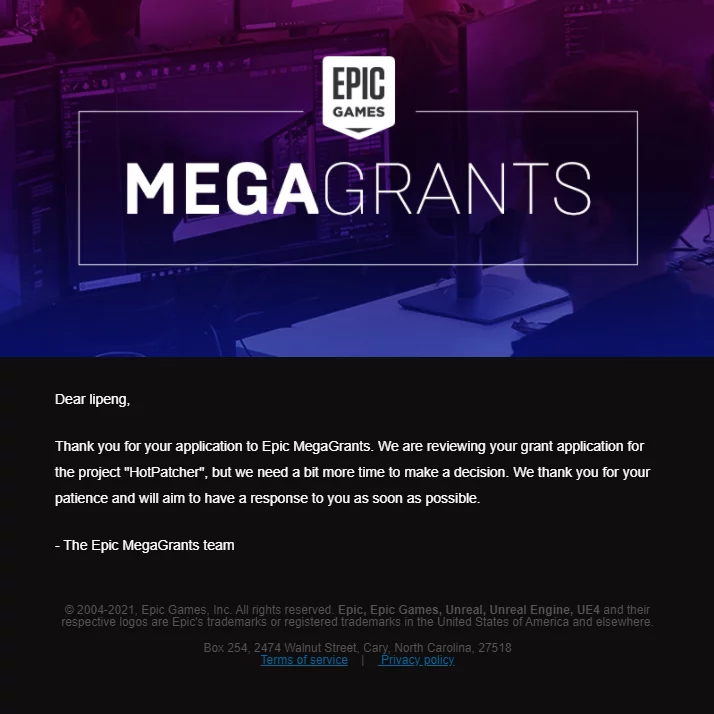 EPIC
GAMES
MEGAGRANTS
Dear lipeng,
Thank you for your application to Epic MegaGrants. We are reviewing your grant application for
the project "HotPatcher", but we need a bit more time to make a decision. We thank you for your
patience and will aim to have a response to you as soon as possible.
- The Epic MegaGrants team
© 2004-2021, Epic Games, Inc. All rights reserved. Epic, Epic Games, Unreal, Unreal Engine, UE4 and their
respective logos are Epic's trademarks or registered trademarks in the United States of America and elsewhere.
Box 254, 2474 Walnut Street, Cary, North Carolina, 27518
Terms of service | Privacy policy